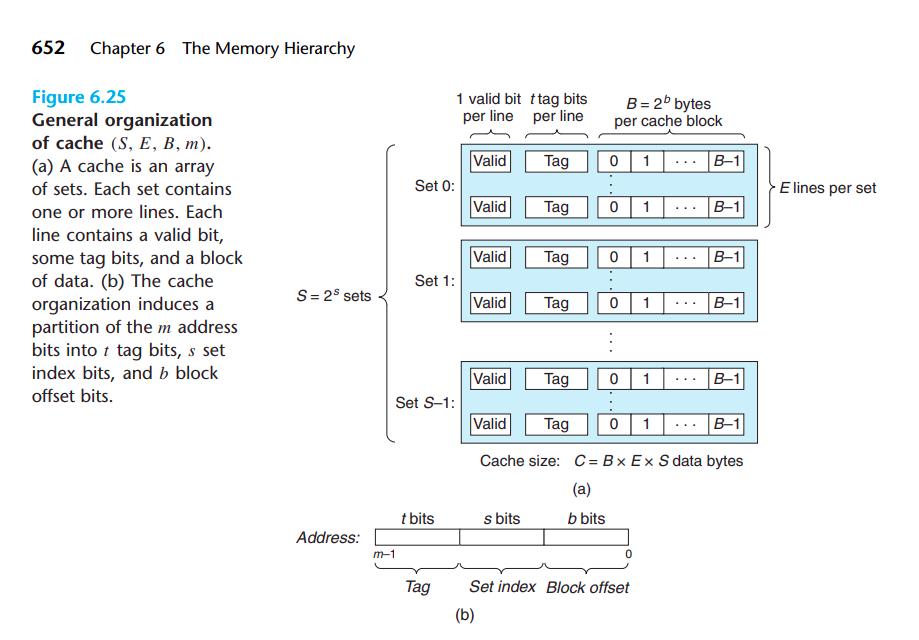 652 Chapter 6 The Memory Hierarchy
Figure 6.25
General organization
of cache (S, E, B, m).
(a) A cache is an array
of sets. Each set contains
one or more lines. Each
line contains a valid bit,
some tag bits, and a block
of data. (b) The cache
organization induces a
partition of the m address
bits into t tag bits, s set
index bits, and b block
offset bits.
1 valid bit
per line
t tag bits
per line
B = 2^b bytes
per cache block
S = 2^s sets
Set 0:
Valid Tag 0 1 · · · B–1
Valid Tag 0 1 · · · B–1
E lines per set
Set 1:
Valid Tag 0 1 · · · B–1
Valid Tag 0 1 · · · B–1
Set S–1:
Valid Tag 0 1 · · · B–1
Valid Tag 0 1 · · · B–1
Cache size: C = B × E × S data bytes
(a)
t bits s bits b bits
Address:
m–1 0
Tag Set index Block offset
(b)